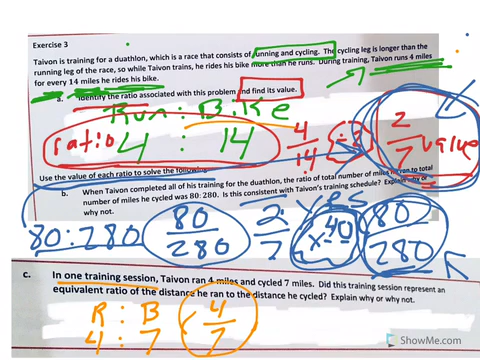 Exercise 3
Taivon is training for a duathlon, which is a race that consists of running and cycling. The cycling leg is longer than the
running leg of the race, so while Taivon trains, he rides his bike more than he runs. During training, Taivon runs 4 miles
for every 14 miles he rides his bike.
a. Identify the ratio associated with this problem and find its value.
Run : Bike
ratio 4 : 14 4/14 ÷2 2/7 value
Use the value of each ratio to solve the following.
b. When Taivon completed all of his training for the duathlon, the ratio of total number of miles he ran to total
number of miles he cycled was 80:280. Is this consistent with Taivon's training schedule? Explain why or
why not.
yes
80:280 80/280 2/7 x40 80/280
c. In one training session, Taivon ran 4 miles and cycled 7 miles. Did this training session represent an
equivalent ratio of the distance he ran to the distance he cycled? Explain why or why not.
R : B
4 : 7 4/7
ShowMe.com